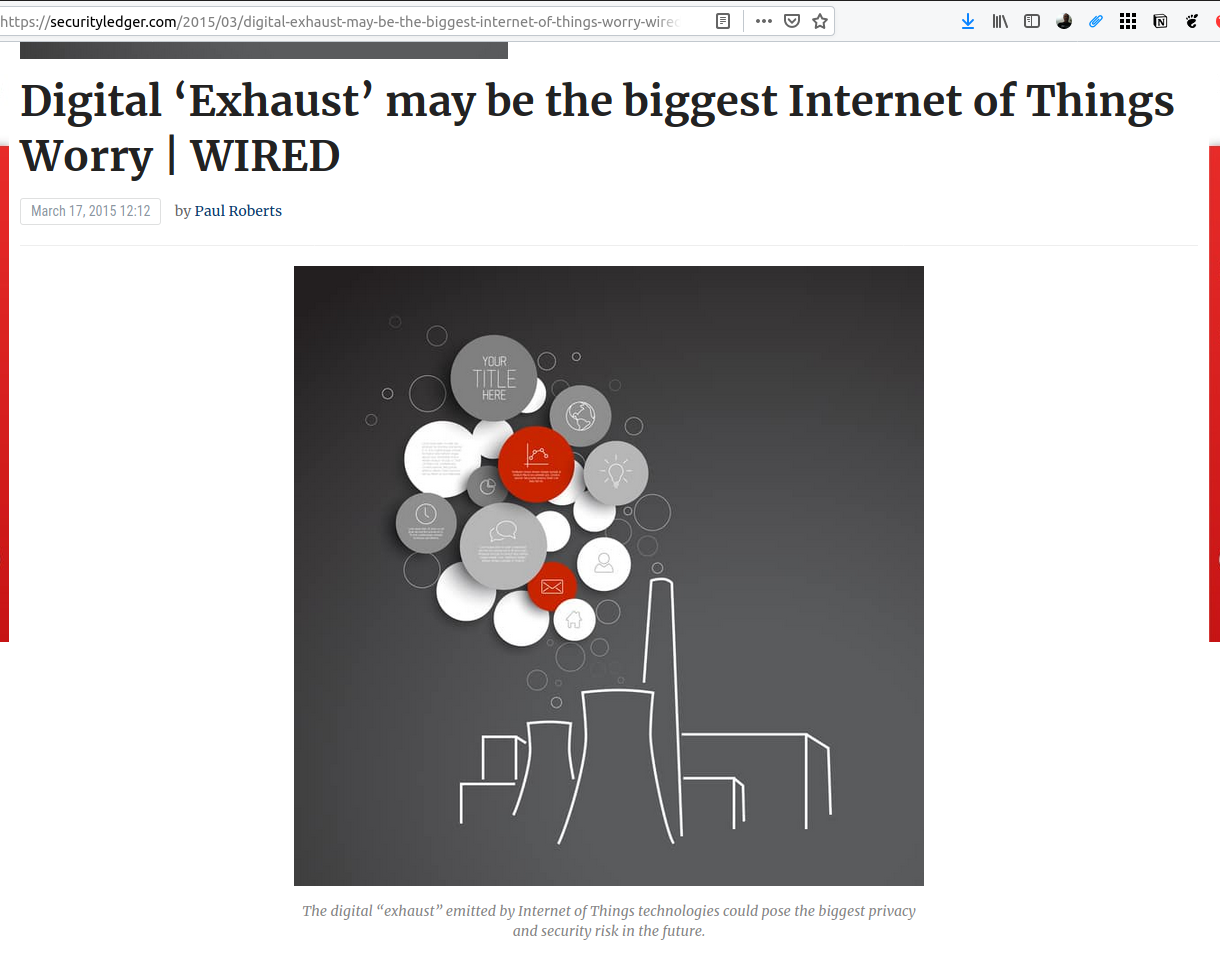 https://securityledger.com/2015/03/digital-exhaust-may-be-the-biggest-internet-of-things-worry-wired
Digital ‘Exhaust’ may be the biggest Internet of Things
Worry | WIRED
March 17, 2015 12:12 by Paul Roberts
YOUR
TITLE
HERE
The digital “exhaust” emitted by Internet of Things technologies could pose the biggest privacy
and security risk in the future.